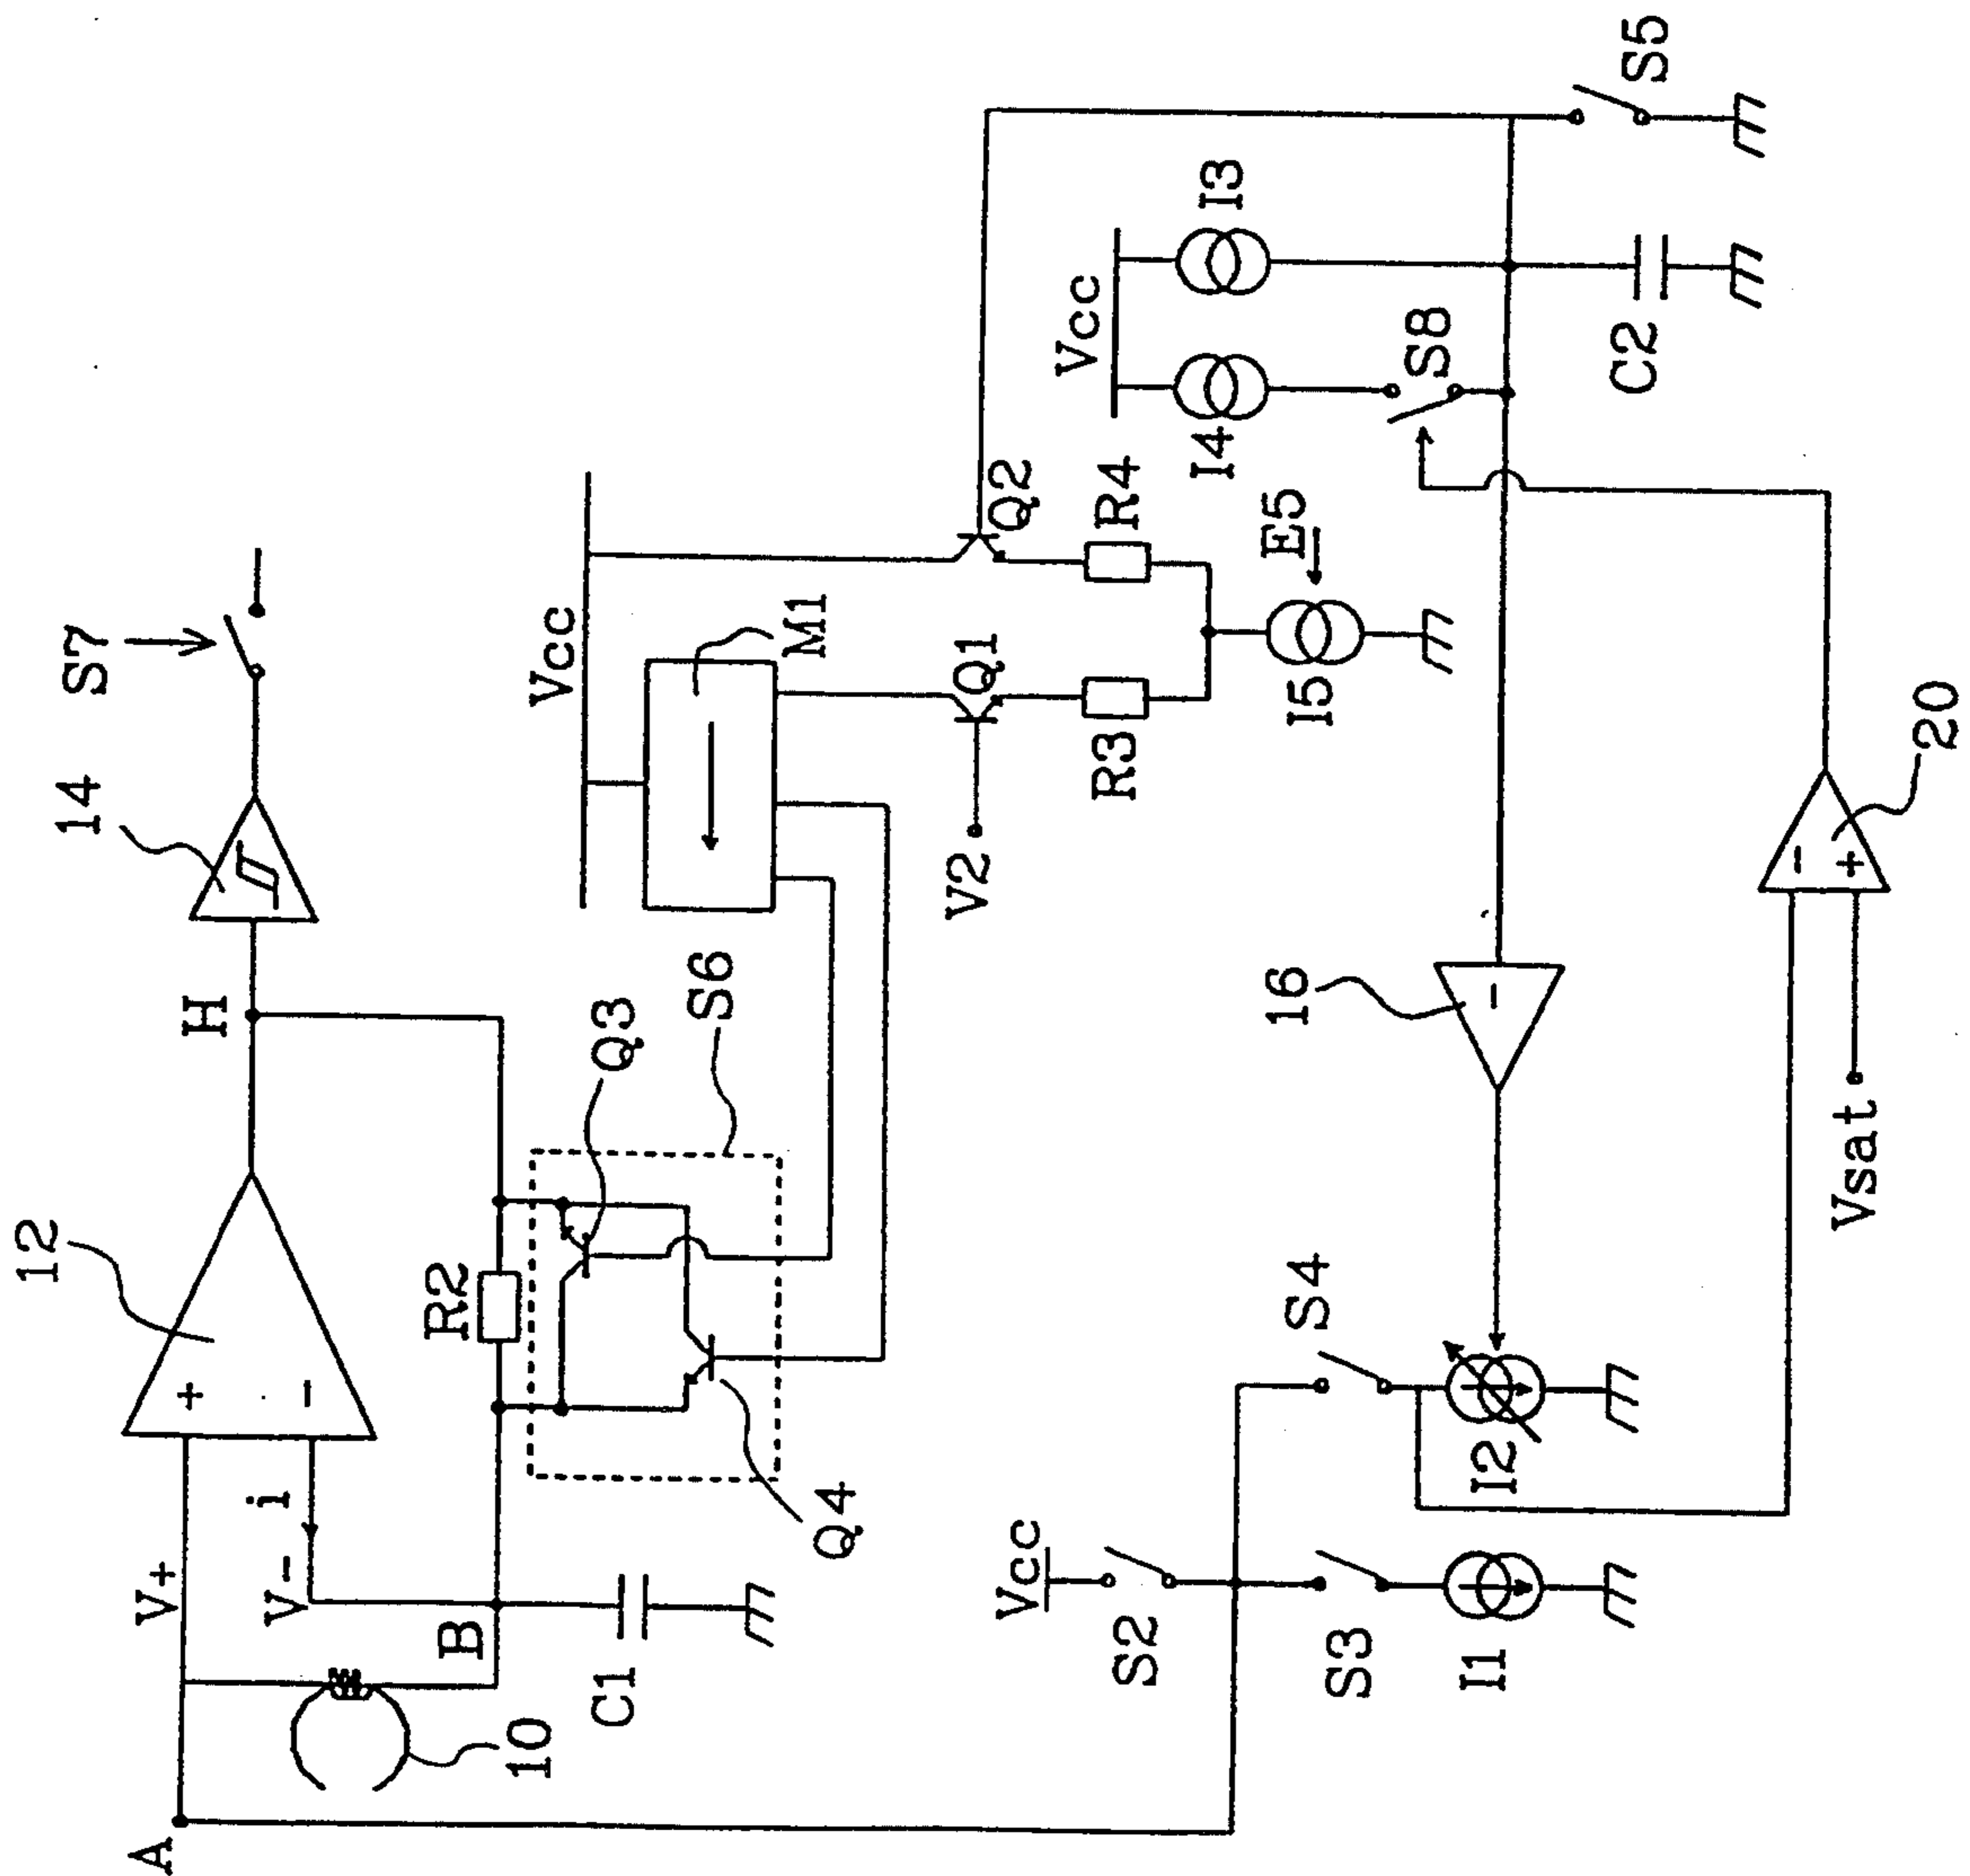 12
14
S7
H
V+
i
V-
+
-
A
B
10
R2
C1
Q3
S6
Q4
Vcc
M1
Q1
Q2
V2
R3
R4
I5
E5
Vcc
I4
I3
S8
S5
C2
Vcc
S2
S3
S4
I1
I2
16
-
-
+
20
Vsat